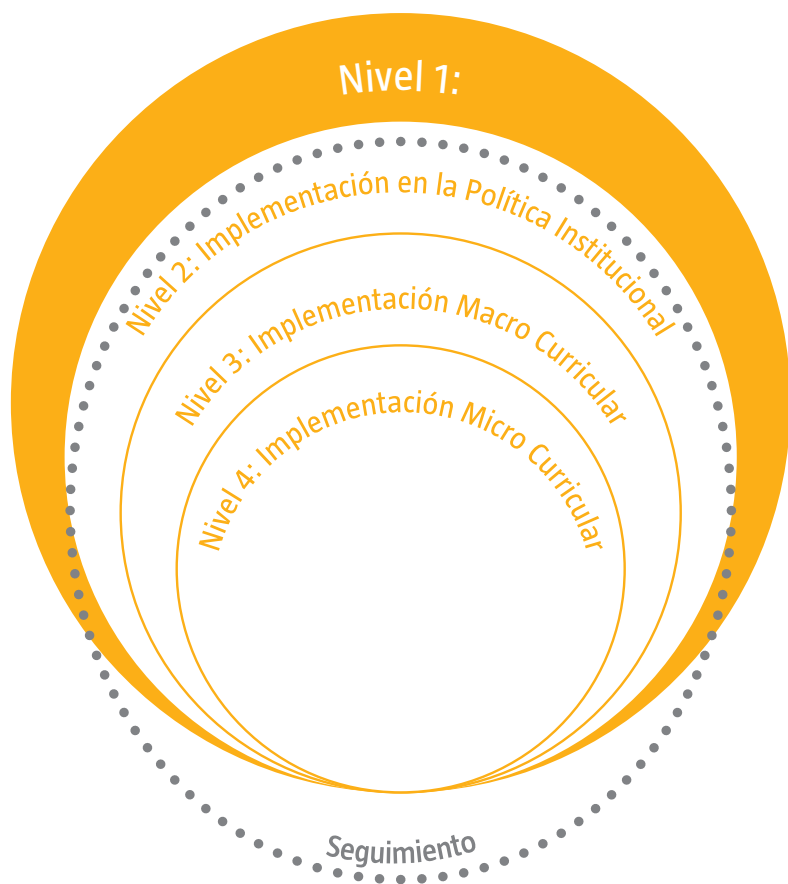 Nivel 1:
Nivel 2: Implementación en la Política Institucional
Nivel 3: Implementación Macro Curricular
Nivel 4: Implementación Micro Curricular
Seguimiento